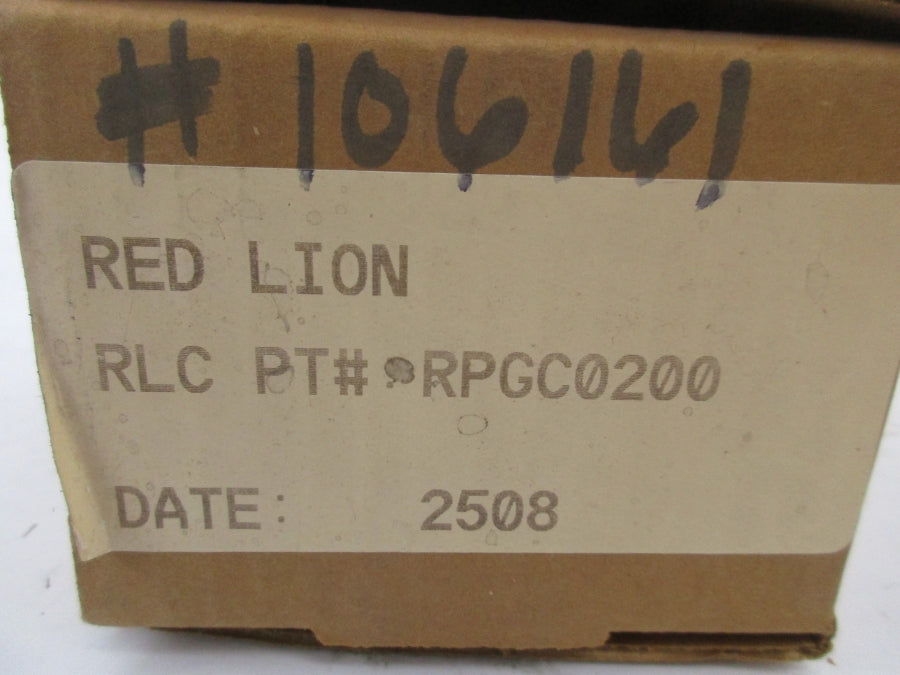 #106161
RED LION
RLC PT# RPGC0200
DATE: 2508